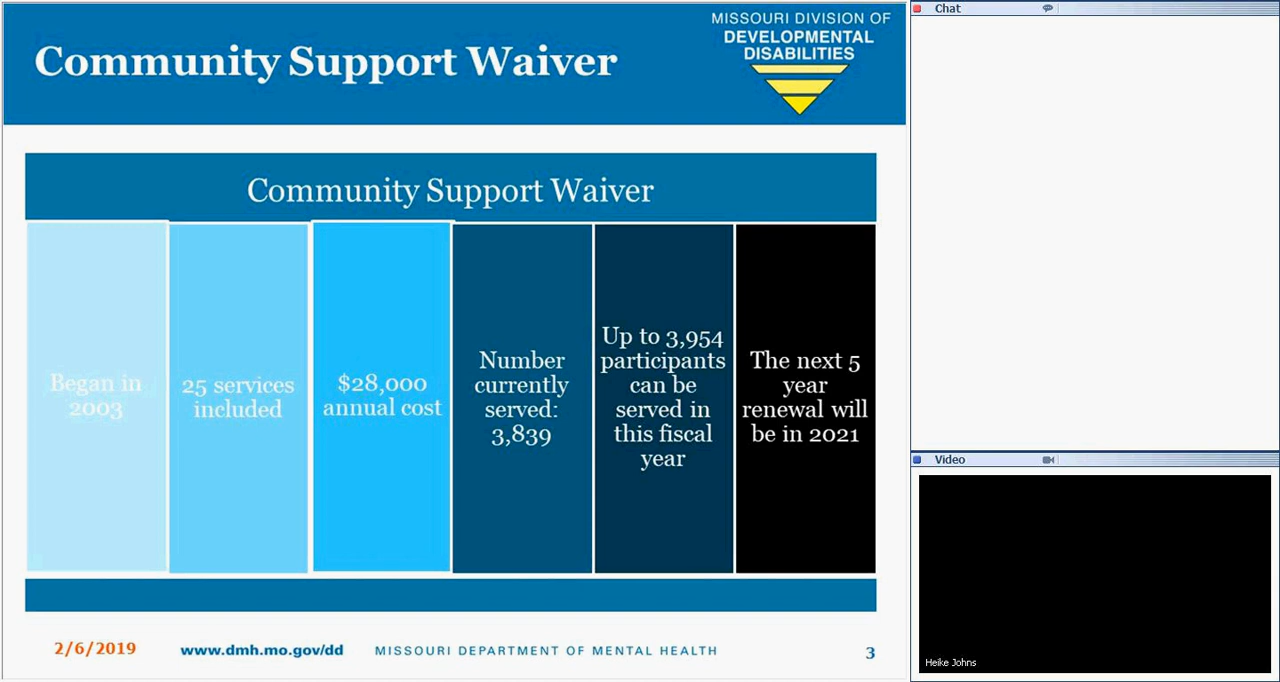 Community Support Waiver
MISSOURI DIVISION OF
DEVELOPMENTAL
DISABILITIES
Community Support Waiver
Began in
2003
25 services
included
$28,000
annual cost
Number
currently
served:
3,839
Up to 3,954
participants
can be
served in
this fiscal
year
The next 5
year
renewal will
be in 2021
2/6/2019
www.dmh.mo.gov/dd
MISSOURI DEPARTMENT OF MENTAL HEALTH
3
Chat
Video
Heike Johns